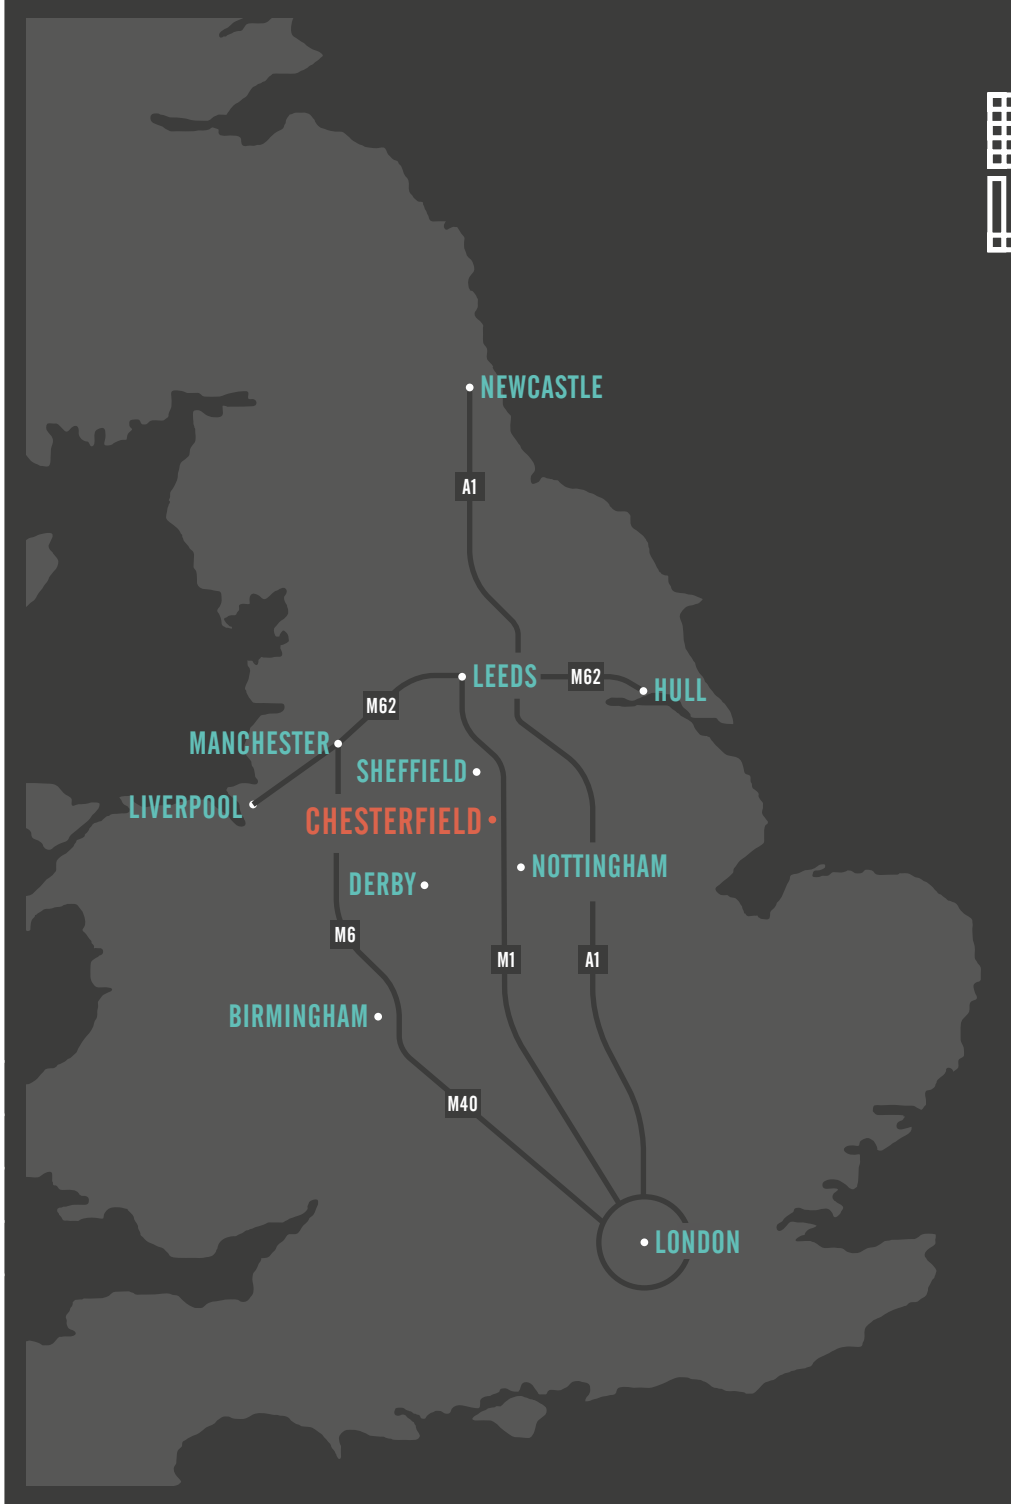 NEWCASTLE
A1
LEEDS
M62
HULL
M62
MANCHESTER
SHEFFIELD
LIVERPOOL
CHESTERFIELD
NOTTINGHAM
DERBY
M6
M1
A1
BIRMINGHAM
M40
LONDON